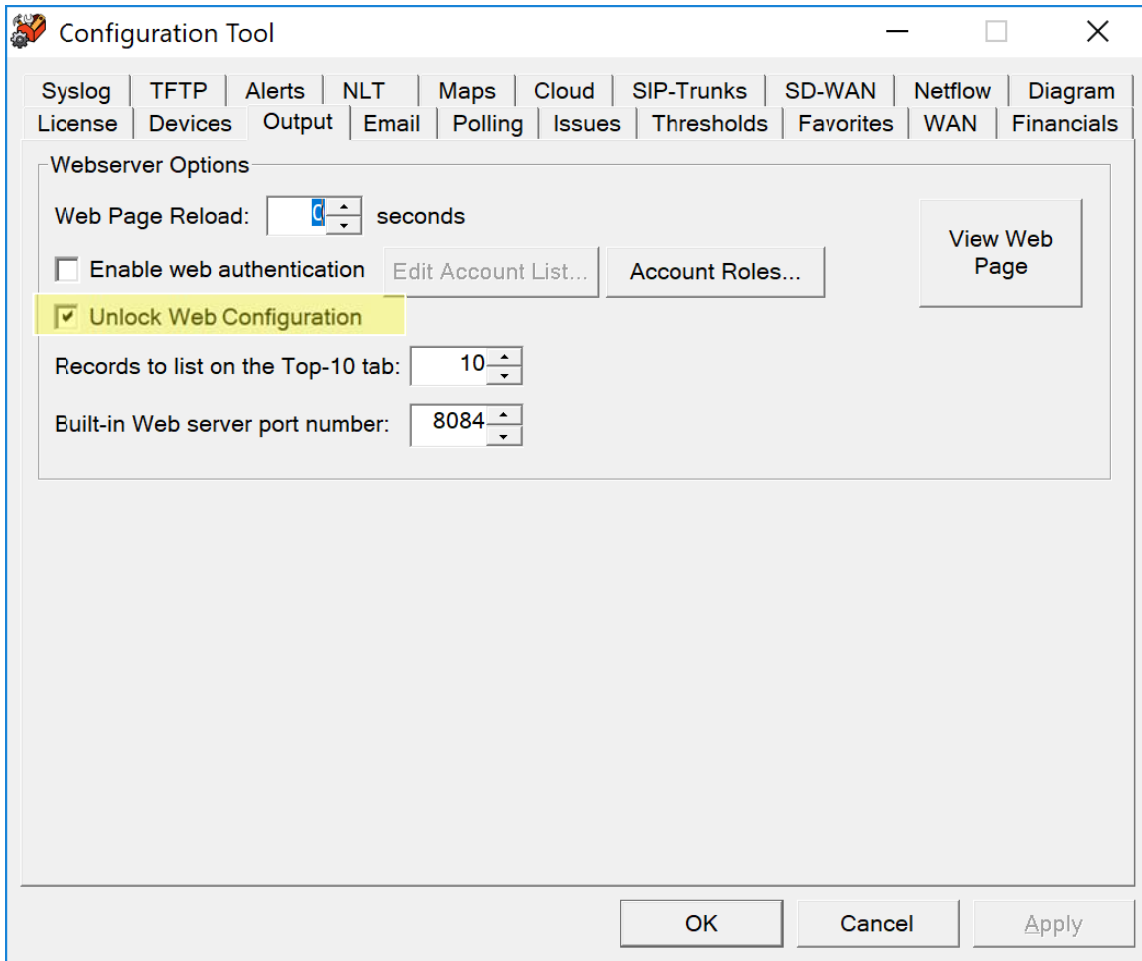 Configuration Tool
Syslog TFTP Alerts NLT Maps Cloud SIP-Trunks SD-WAN Netflow Diagram
License Devices Output Email Polling Issues Thresholds Favorites WAN Financials
Webserver Options
Web Page Reload: 0 seconds
View Web
Page
Enable web authentication Edit Account List... Account Roles...
Unlock Web Configuration
Records to list on the Top-10 tab: 10
Built-in Web server port number: 8084
OK Cancel Apply